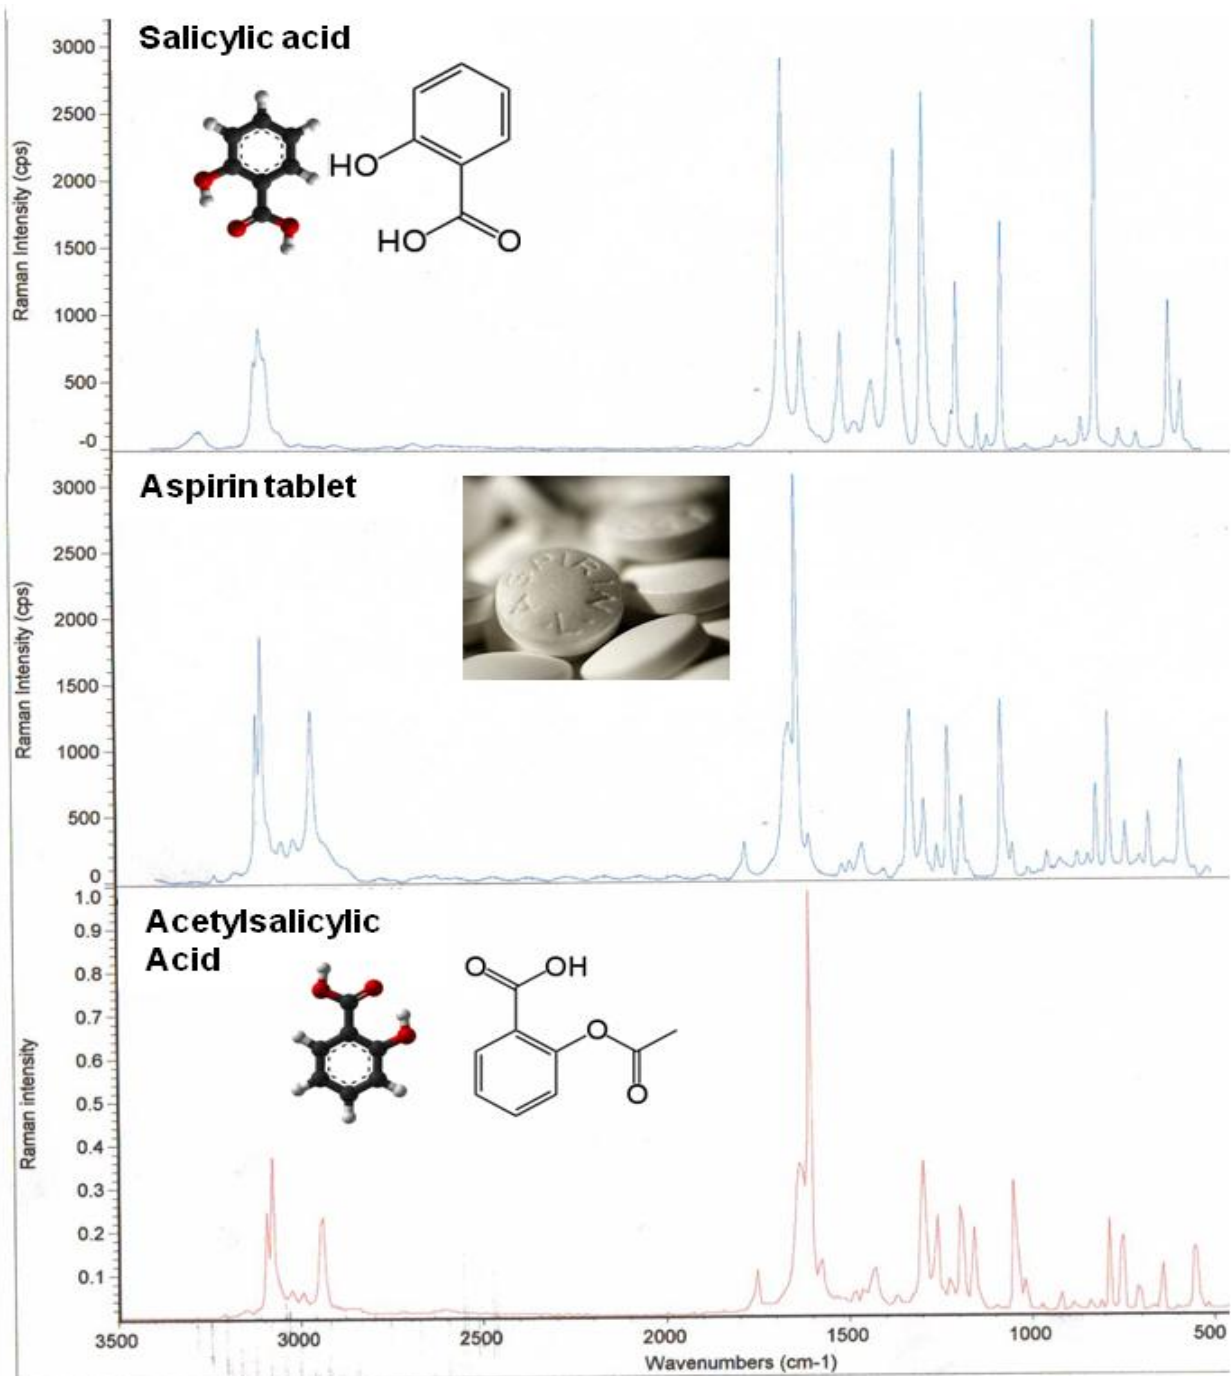 Salicylic acid
Raman Intensity (cps)
3000
2500
2000
1500
1000
500
-0
HO
HO
O
Aspirin tablet
Raman Intensity (cps)
3000
2500
2000
1500
1000
500
0
ASPIRIN
Acetylsalicylic
Acid
Raman intensity
1.0
0.9
0.8
0.7
0.6
0.5
0.4
0.3
0.2
0.1
O
OH
O
O
3500
3000
2500
2000
1500
1000
500
Wavenumbers (cm-1)